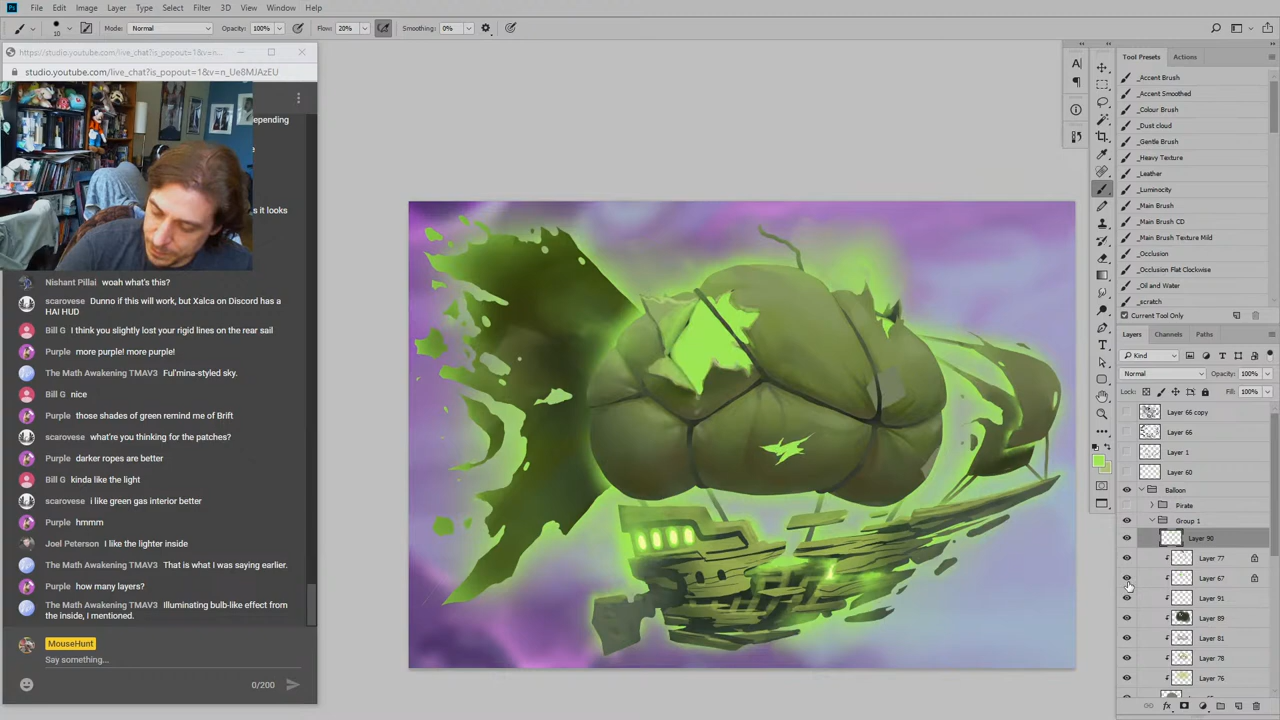 Ps File Edit Image Layer Type Select Filter 3D View Window Help
10 Mode: Normal Opacity: 100% Flow: 20% Smoothing: 0%
https://studio.youtube.com/live_chat?is_popout=1&v=n_...
studio.youtube.com/live_chat?is_popout=1&v=n_Ue8MJAzEU
epending
e
s it looks
Nishant Pillai woah what's this?
scarovese Dunno if this will work, but Xalca on Discord has a
HAI HUD
Bill G I think you slightly lost your rigid lines on the rear sail
Purple more purple! more purple!
The Math Awakening TMAV3 Ful'mina-styled sky.
Bill G nice
Purple those shades of green remind me of Brift
scarovese what're you thinking for the patches?
Purple darker ropes are better
Bill G kinda like the light
scarovese i like green gas interior better
Purple hmmm
Joel Peterson I like the lighter inside
The Math Awakening TMAV3 That is what I was saying earlier.
Purple how many layers?
The Math Awakening TMAV3 Illuminating bulb-like effect from
the inside, I mentioned.
MouseHunt
Say something...
0/200
Tool Presets Actions
_Accent Brush
_Accent Smoothed
_Colour Brush
_Dust cloud
_Gentle Brush
_Heavy Texture
_Leather
_Luminocity
_Main Brush
_Main Brush CD
_Main Brush Texture Mild
_Occlusion
_Occlusion Flat Clockwise
_Oil and Water
_scratch
Current Tool Only
Layers Channels Paths
Kind
Normal Opacity: 100%
Lock: Fill: 100%
Layer 66 copy
Layer 66
Layer 1
Layer 60
Balloon
Pirate
Group 1
Layer 90
Layer 77
Layer 67
Layer 91
Layer 89
Layer 81
Layer 78
Layer 76